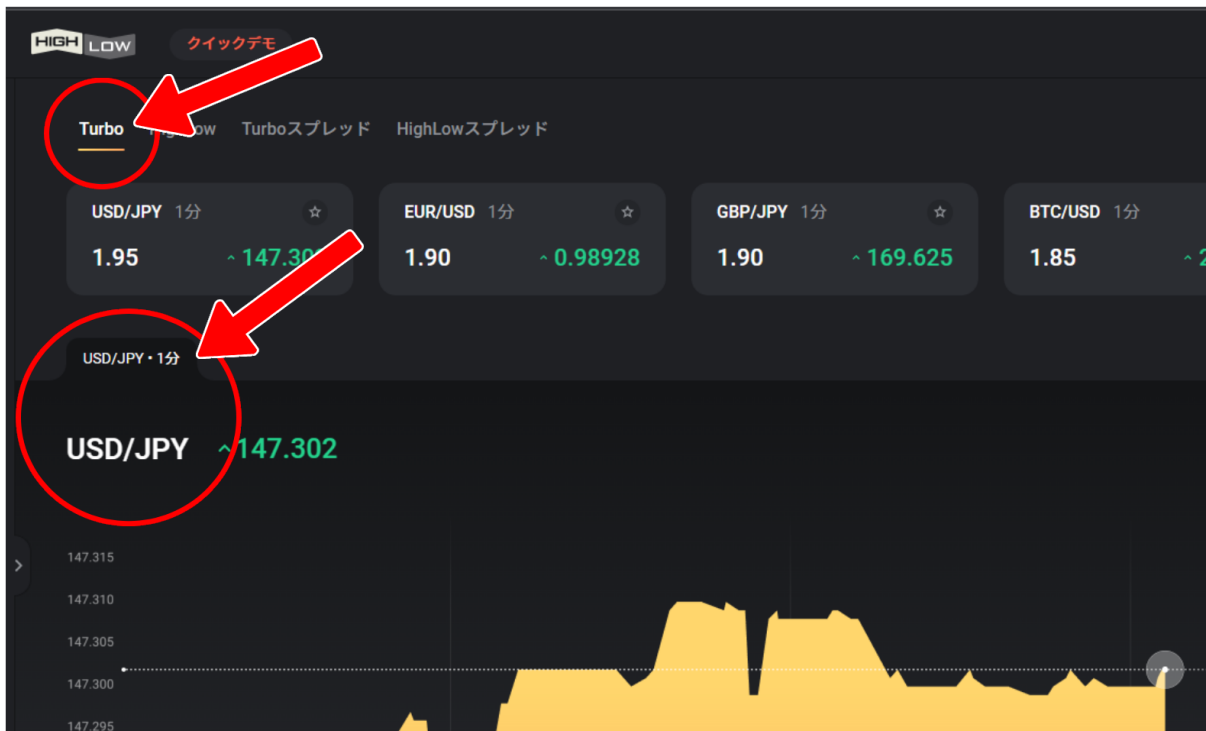 HIGH LOW
クイックデモ
Turbo
Turboスプレッド HighLowスプレッド
USD/JPY 1分
1.95
EUR/USD 1分
1.90 0.98928
GBP/JPY 1分
1.90 169.625
BTC/USD 1分
1.85
USD/JPY・1分
USD/JPY 147.302
147.315
147.310
147.305
147.300
147.295